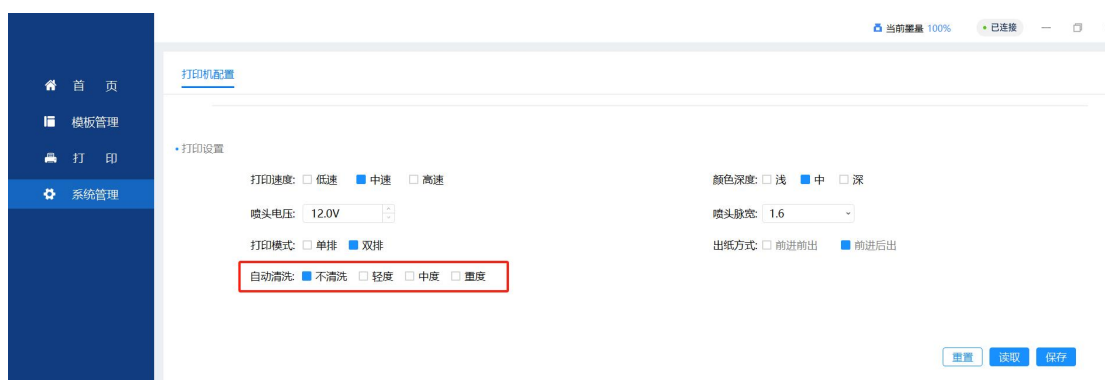 当前墨量 100% 已连接
打印机配置
首 页
模板管理
打 印
系统管理
打印设置
打印速度: 低速 中速 高速 颜色深度: 浅 中 深
喷头电压: 12.0V 喷头脉宽: 1.6
打印模式: 单排 双排 出纸方式: 前进前出 前进后出
自动清洗: 不清洗 轻度 中度 重度
重置 读取 保存